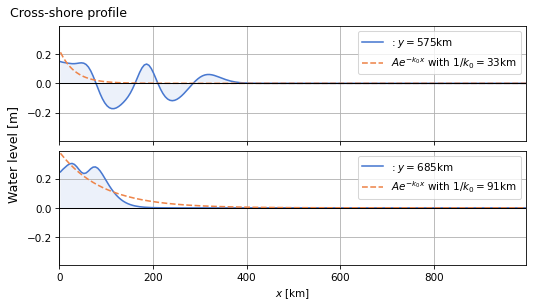 Cross-shore profile
Water level [m]
0.2
0.0
−0.2
: y = 575km
Ae^{−k₀x} with 1/k₀ = 33km
0.2
0.0
−0.2
: y = 685km
Ae^{−k₀x} with 1/k₀ = 91km
0 200 400 600 800
x [km]